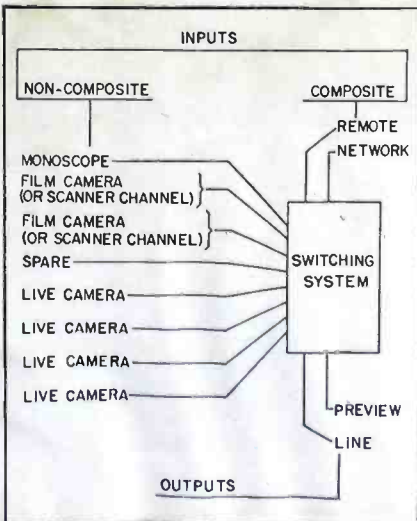 INPUTS
NON-COMPOSITE
COMPOSITE
REMOTE
NETWORK
MONOSCOPE
FILM CAMERA
(OR SCANNER CHANNEL)
FILM CAMERA
(OR SCANNER CHANNEL)
SPARE
SWITCHING
SYSTEM
LIVE CAMERA
LIVE CAMERA
LIVE CAMERA
LIVE CAMERA
PREVIEW
LINE
OUTPUTS